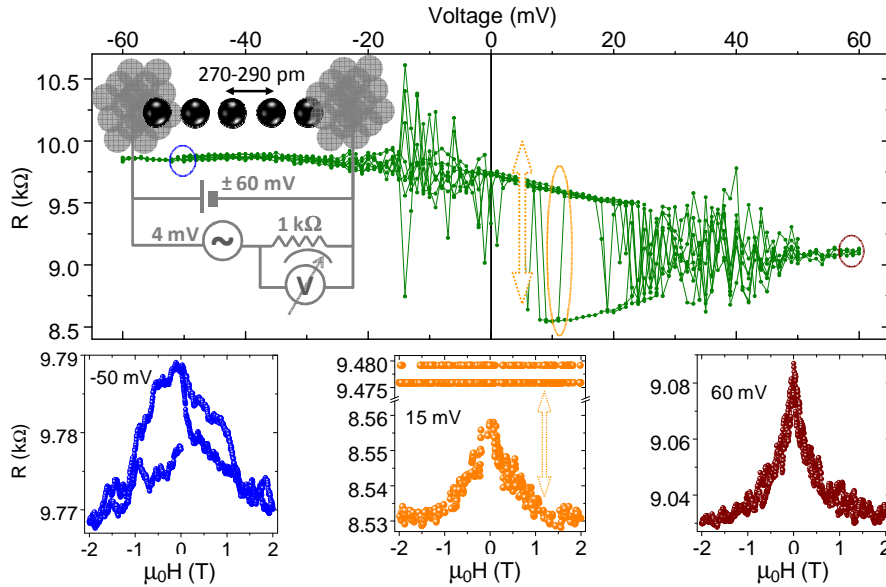 Voltage (mV)
-60 -40 -20 0 20 40 60
R (kΩ)
10.5
10.0
9.5
9.0
8.5
270-290 pm
± 60 mV
4 mV
~
1 kΩ
V
R (kΩ)
9.79
9.78
9.77
-50 mV
-2 -1 0 1 2
μ₀H (T)
9.480
9.475
8.56
8.55
8.54
8.53
15 mV
-2 -1 0 1 2
μ₀H (T)
9.08
9.06
9.04
60 mV
-2 -1 0 1 2
μ₀H (T)